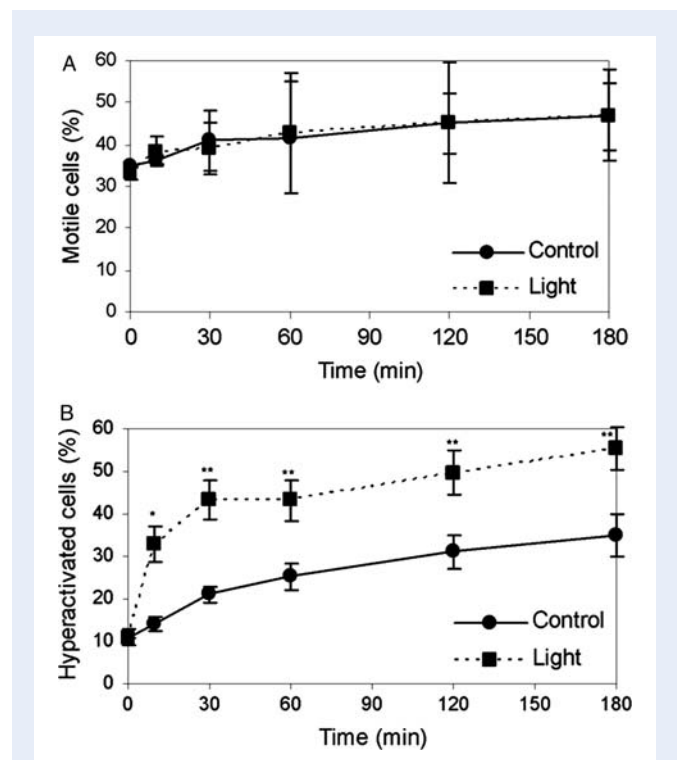 A
60
50
40
30
20
10
0
Motile cells (%)
Control
Light
0 30 60 90 120 150 180
Time (min)
B
60
50
40
30
20
10
0
Hyperactivated cells (%)
* ** ** ** **
Control
Light
0 30 60 90 120 150 180
Time (min)